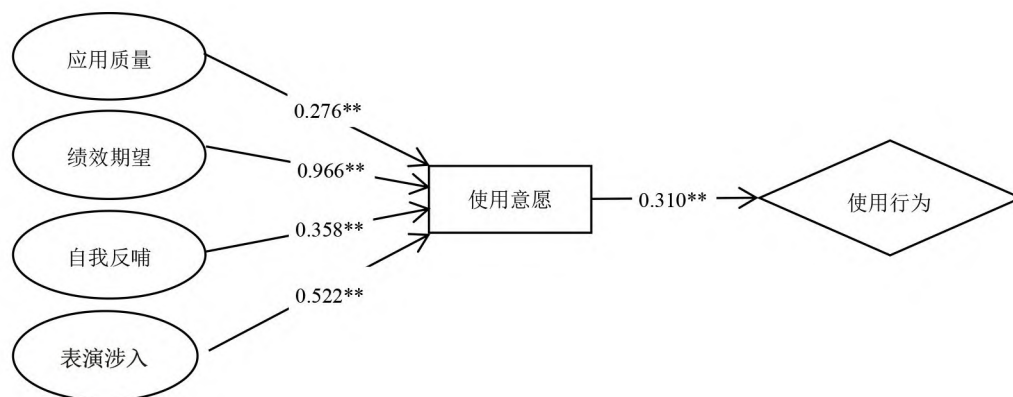 应用质量
0.276**
绩效期望
0.966**
使用意愿
0.310**
使用行为
自我反哺
0.358**
0.522**
表演涉入